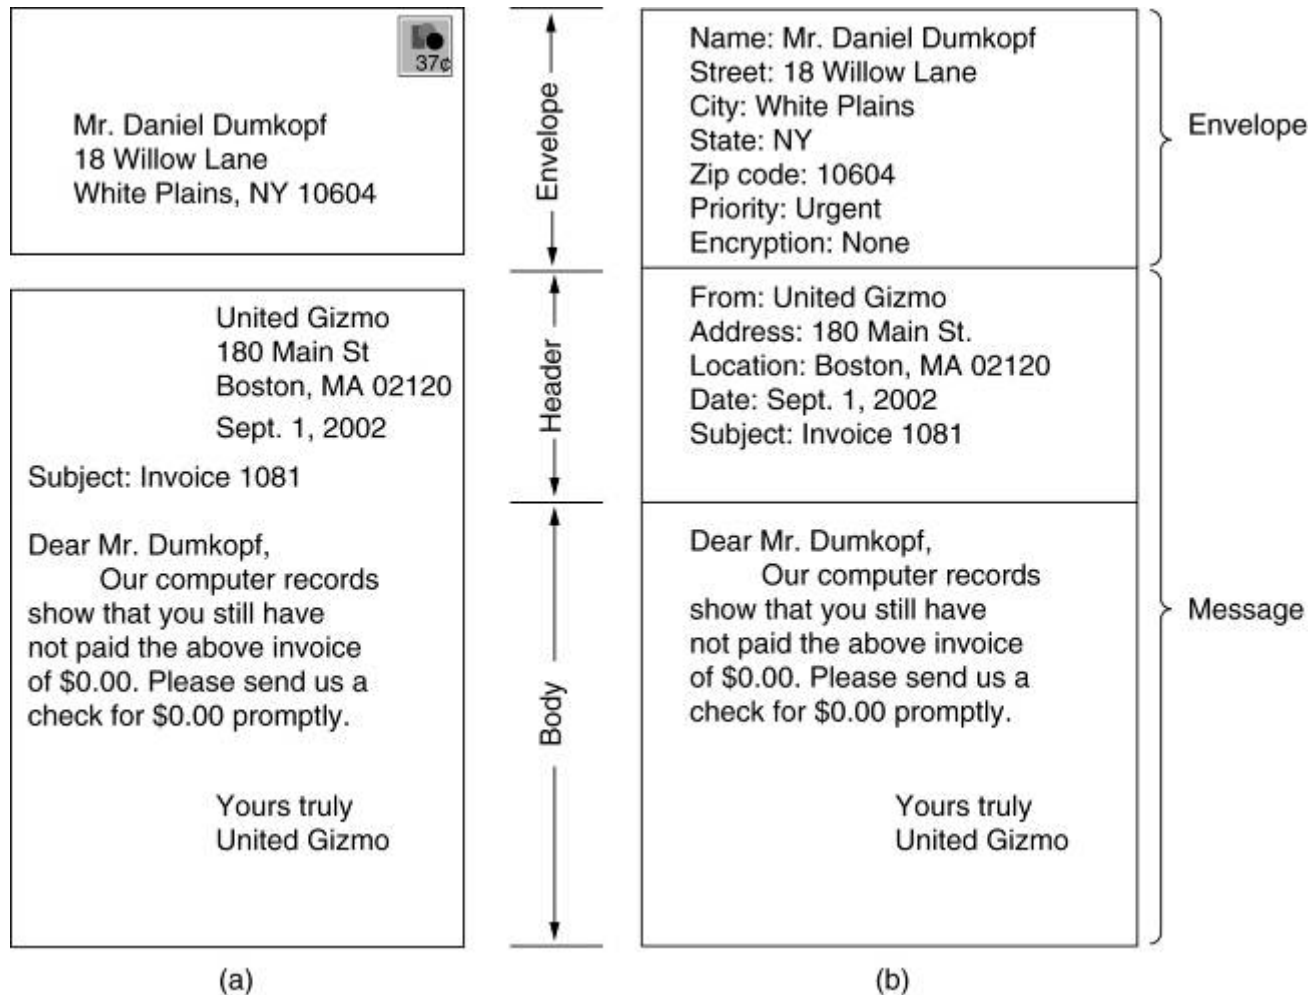 37¢
Mr. Daniel Dumkopf
18 Willow Lane
White Plains, NY 10604
United Gizmo
180 Main St
Boston, MA 02120
Sept. 1, 2002
Subject: Invoice 1081
Dear Mr. Dumkopf,
Our computer records
show that you still have
not paid the above invoice
of $0.00. Please send us a
check for $0.00 promptly.
Yours truly
United Gizmo
(a)
Envelope
Header
Body
Name: Mr. Daniel Dumkopf
Street: 18 Willow Lane
City: White Plains
State: NY
Zip code: 10604
Priority: Urgent
Encryption: None
From: United Gizmo
Address: 180 Main St.
Location: Boston, MA 02120
Date: Sept. 1, 2002
Subject: Invoice 1081
Dear Mr. Dumkopf,
Our computer records
show that you still have
not paid the above invoice
of $0.00. Please send us a
check for $0.00 promptly.
Yours truly
United Gizmo
(b)
Envelope
Message